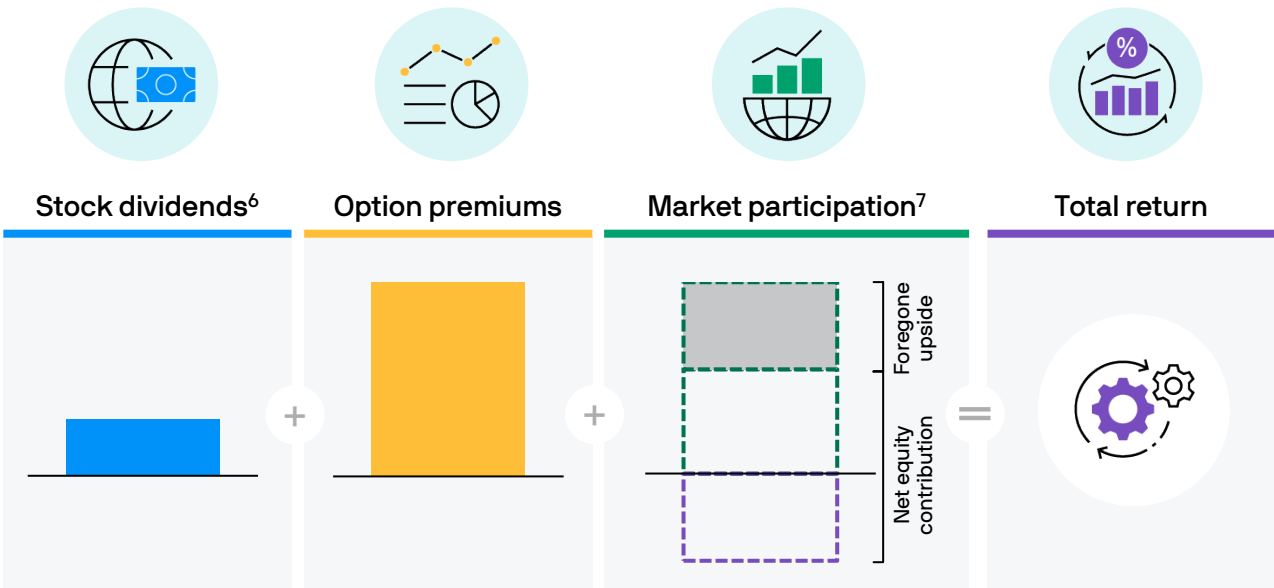 %
Stock dividends⁶
Option premiums
Market participation⁷
Total return
Foregone
upside
Net equity
contribution
+
+
=